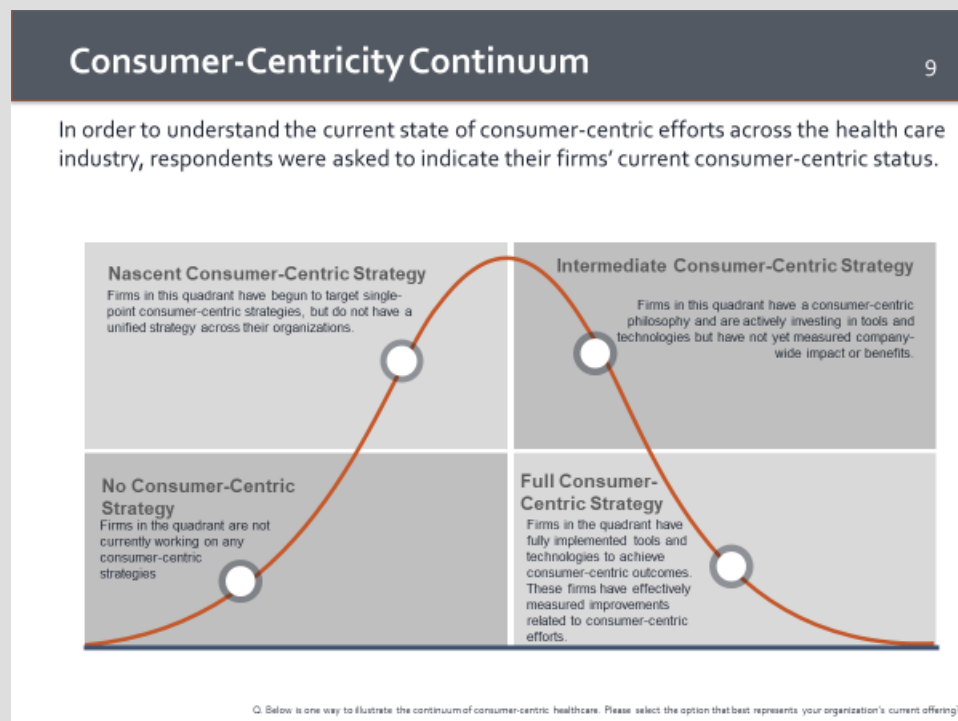 Consumer-Centricity Continuum
9
In order to understand the current state of consumer-centric efforts across the health care
industry, respondents were asked to indicate their firms' current consumer-centric status.
Nascent Consumer-Centric Strategy
Firms in this quadrant have begun to target single-
point consumer-centric strategies, but do not have a
unified strategy across their organizations.
Intermediate Consumer-Centric Strategy
Firms in this quadrant have a consumer-centric
philosophy and are actively investing in tools and
technologies but have not yet measured company-
wide impact or benefits.
No Consumer-Centric
Strategy
Firms in the quadrant are not
currently working on any
consumer-centric
strategies
Full Consumer-
Centric Strategy
Firms in the quadrant have
fully implemented tools and
technologies to achieve
consumer-centric outcomes.
These firms have effectively
measured improvements
related to consumer-centric
efforts.
Q. Below is one way to illustrate the continuum of consumer-centric healthcare. Please select the option that best represents your organization's current offering?